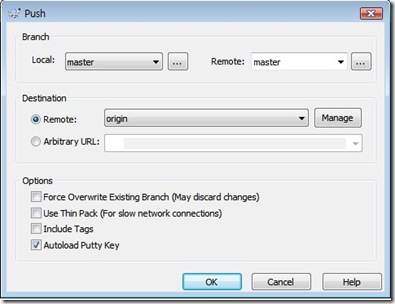 Push
Branch
Local: master ... Remote: master ...
Destination
Remote: origin Manage
Arbitrary URL:
Options
Force Overwrite Existing Branch (May discard changes)
Use Thin Pack (For slow network connections)
Include Tags
Autoload Putty Key
OK Cancel Help